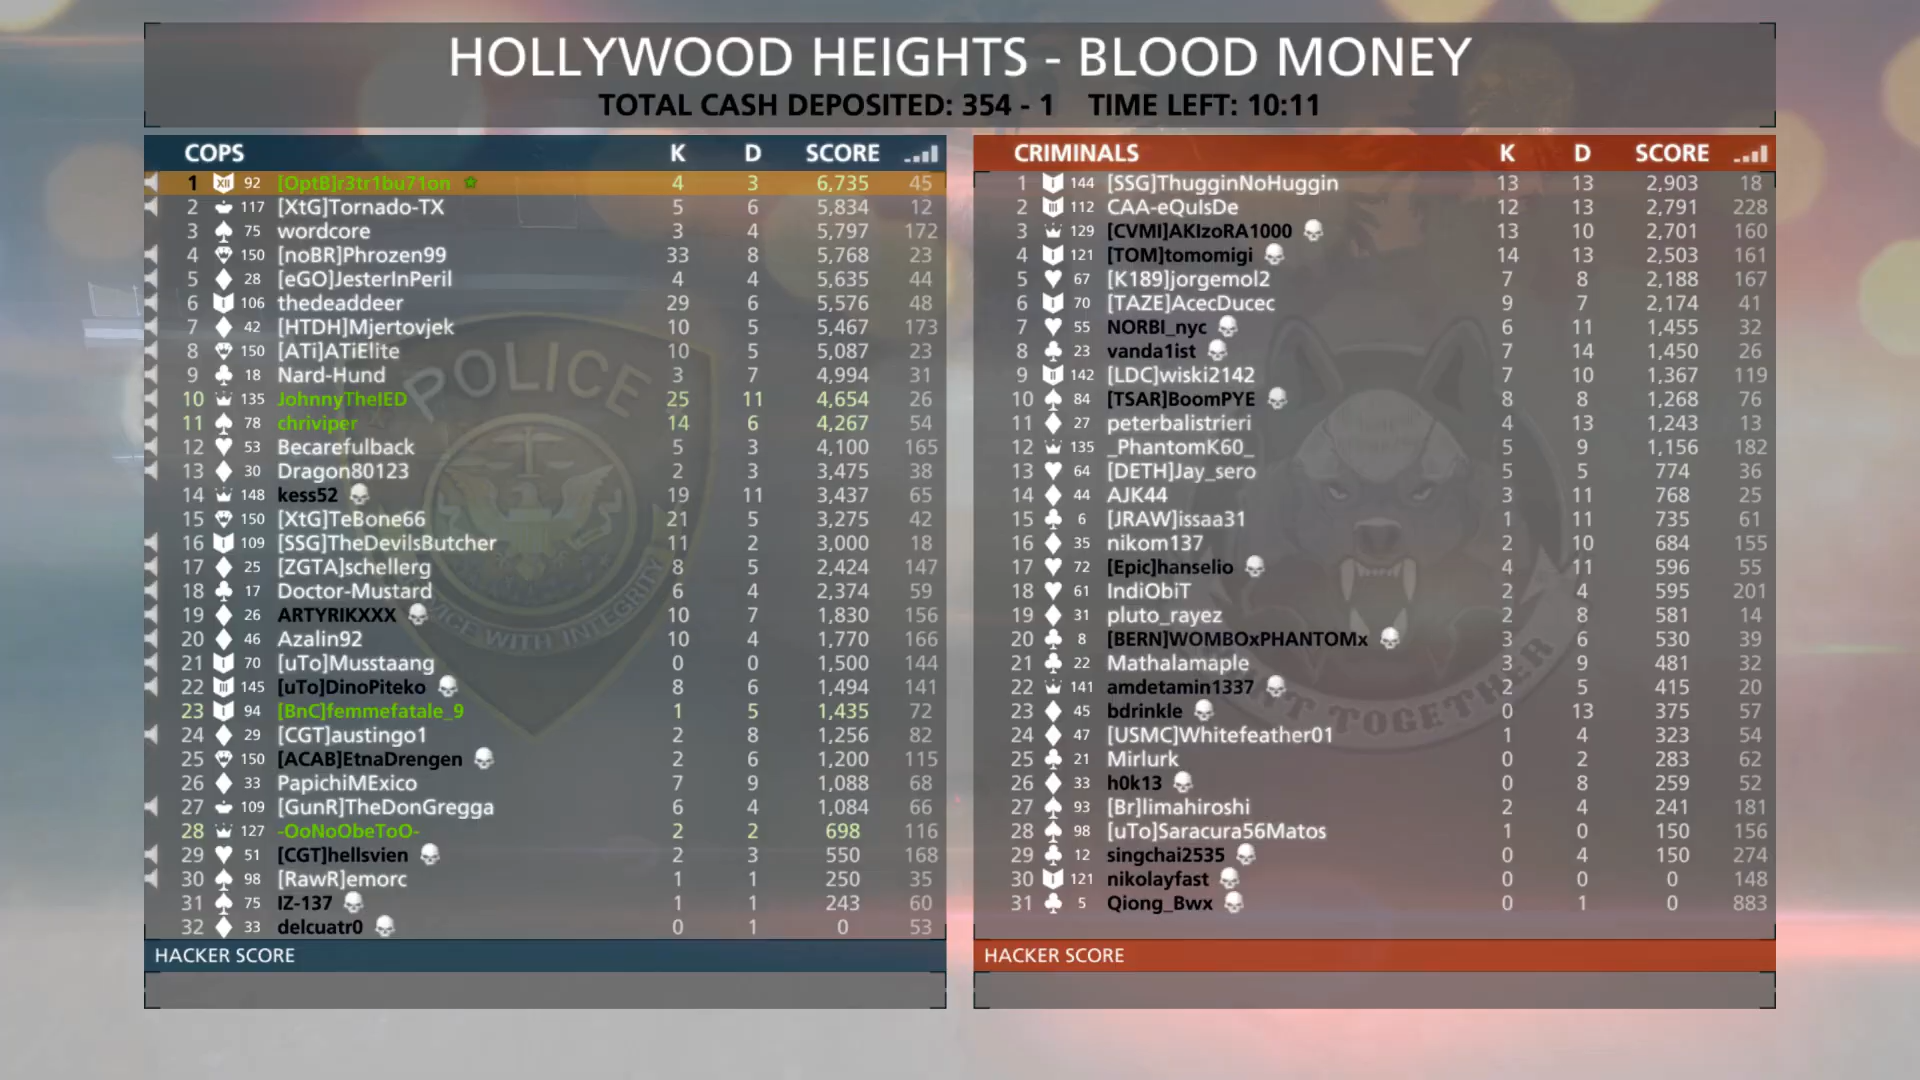 HOLLYWOOD HEIGHTS - BLOOD MONEY
TOTAL CASH DEPOSITED: 354 - 1 TIME LEFT: 10:11
COPS K D SCORE
1 XII 92 [OptB]r3tr1bu71on 4 3 6,735 45
2 117 [XtG]Tornado-TX 5 6 5,834 12
3 75 wordcore 3 4 5,797 172
4 150 [noBR]Phrozen99 33 8 5,768 23
5 28 [eGO]JesterInPeril 4 4 5,635 44
6 I 106 thedeaddeer 29 6 5,576 48
7 42 [HTDH]Mjertovjek 10 5 5,467 173
8 150 [ATi]ATiElite 10 5 5,087 23
9 18 Nard-Hund 3 7 4,994 31
10 135 JohnnyTheIED 25 11 4,654 26
11 78 chriviper 14 6 4,267 54
12 53 Becarefulback 5 3 4,100 165
13 30 Dragon80123 2 3 3,475 38
14 148 kess52 19 11 3,437 65
15 150 [XtG]TeBone66 21 5 3,275 42
16 I 109 [SSG]TheDevilsButcher 11 2 3,000 18
17 25 [ZGTA]schellerg 8 5 2,424 147
18 17 Doctor-Mustard 6 4 2,374 59
19 26 ARTYRIKXXX 10 7 1,830 156
20 46 Azalin92 10 4 1,770 166
21 I 70 [uTo]Musstaang 0 0 1,500 144
22 III 145 [uTo]DinoPiteko 8 6 1,494 141
23 I 94 [BnC]femmefatale_9 1 5 1,435 72
24 29 [CGT]austingo1 2 8 1,256 82
25 150 [ACAB]EtnaDrengen 2 6 1,200 115
26 33 PapichiMExico 7 9 1,088 68
27 109 [GunR]TheDonGregga 6 4 1,084 66
28 127 -OoNoObeToO- 2 2 698 116
29 51 [CGT]hellsvien 2 3 550 168
30 98 [RawR]emorc 1 1 250 35
31 75 IZ-137 1 1 243 60
32 33 delcuatr0 0 1 0 53
HACKER SCORE
POLICE
SERVICE WITH INTEGRITY
CRIMINALS K D SCORE
1 I 144 [SSG]ThugginNoHuggin 13 13 2,903 18
2 III 112 CAA-eQuIsDe 12 13 2,791 228
3 129 [CVMI]AKIzoRA1000 13 10 2,701 160
4 I 121 [TOM]tomomigi 14 13 2,503 161
5 67 [K189]jorgemol2 7 8 2,188 167
6 I 70 [TAZE]AcecDucec 9 7 2,174 41
7 55 NORBI_nyc 6 11 1,455 32
8 23 vanda1ist 7 14 1,450 26
9 II 142 [LDC]wiski2142 7 10 1,367 119
10 84 [TSAR]BoomPYE 8 8 1,268 76
11 27 peterbalistrieri 4 13 1,243 13
12 135 _PhantomK60_ 5 9 1,156 182
13 64 [DETH]Jay_sero 5 5 774 36
14 44 AJK44 3 11 768 25
15 6 [JRAW]issaa31 1 11 735 61
16 35 nikom137 2 10 684 155
17 72 [Epic]hanselio 4 11 596 55
18 61 IndiObiT 2 4 595 201
19 31 pluto_rayez 2 8 581 14
20 8 [BERN]WOMBOxPHANTOMx 3 6 530 39
21 22 Mathalamaple 3 9 481 32
22 141 amdetamin1337 2 5 415 20
23 45 bdrinkle 0 13 375 57
24 47 [USMC]Whitefeather01 1 4 323 54
25 21 Mirlurk 0 2 283 62
26 33 h0k13 0 8 259 52
27 93 [Br]limahiroshi 2 4 241 181
28 98 [uTo]Saracura56Matos 1 0 150 156
29 12 singchai2535 0 4 150 274
30 I 121 nikolayfast 0 0 0 148
31 5 Qiong_Bwx 0 1 0 883
HACKER SCORE
TOGETHER